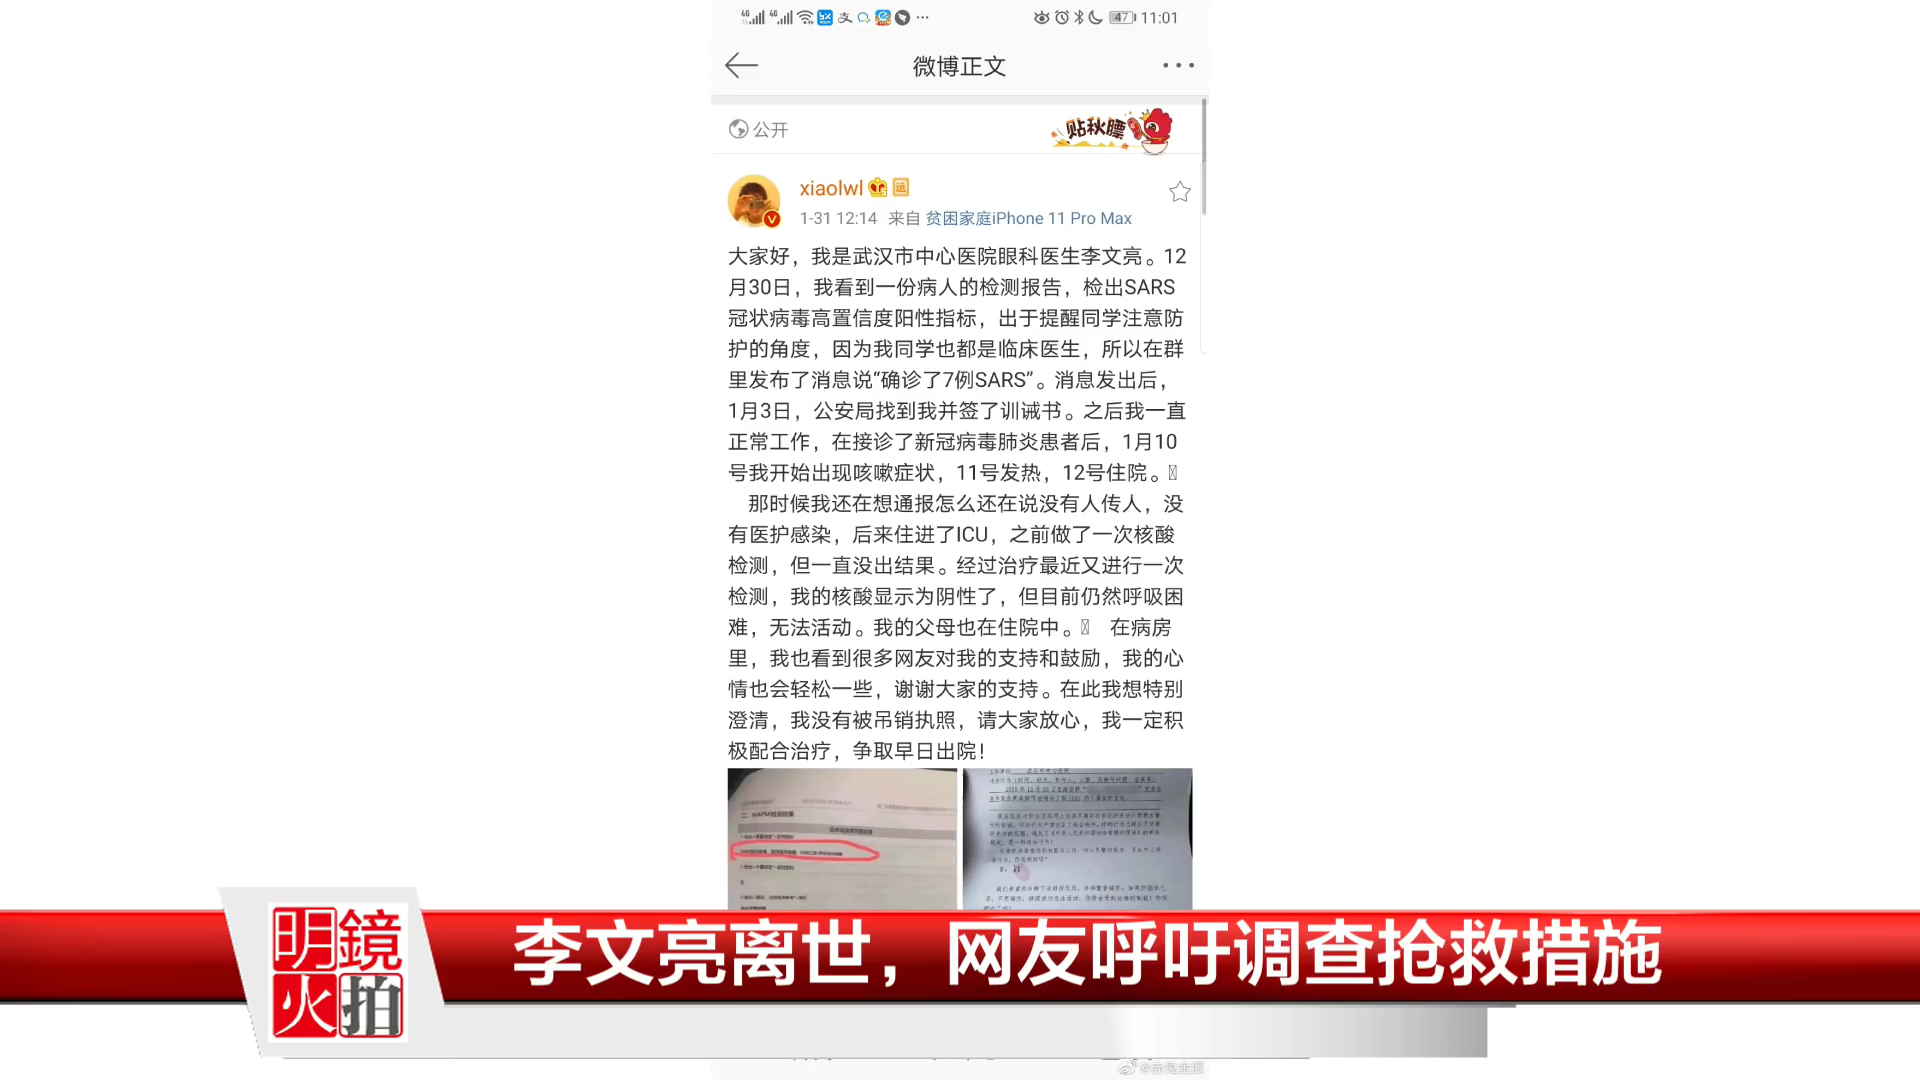 4G 4G 47 11:01
微博正文
公开
贴秋膘
xiaolwl
运
1-31 12:14 来自 贫困家庭iPhone 11 Pro Max
大家好，我是武汉市中心医院眼科医生李文亮。12
月30日，我看到一份病人的检测报告，检出SARS
冠状病毒高置信度阳性指标，出于提醒同学注意防
护的角度，因为我同学也都是临床医生，所以在群
里发布了消息说“确诊了7例SARS”。消息发出后，
1月3日，公安局找到我并签了训诫书。之后我一直
正常工作，在接诊了新冠病毒肺炎患者后，1月10
号我开始出现咳嗽症状，11号发热，12号住院。
那时候我还在想通报怎么还在说没有人传人，没
有医护感染，后来住进了ICU，之前做了一次核酸
检测，但一直没出结果。经过治疗最近又进行一次
检测，我的核酸显示为阴性了，但目前仍然呼吸困
难，无法活动。我的父母也在住院中。 在病房
里，我也看到很多网友对我的支持和鼓励，我的心
情也会轻松一些，谢谢大家的支持。在此我想特别
澄清，我没有被吊销执照，请大家放心，我一定积
极配合治疗，争取早日出院！
明鏡
火拍
李文亮离世，网友呼吁调查抢救措施